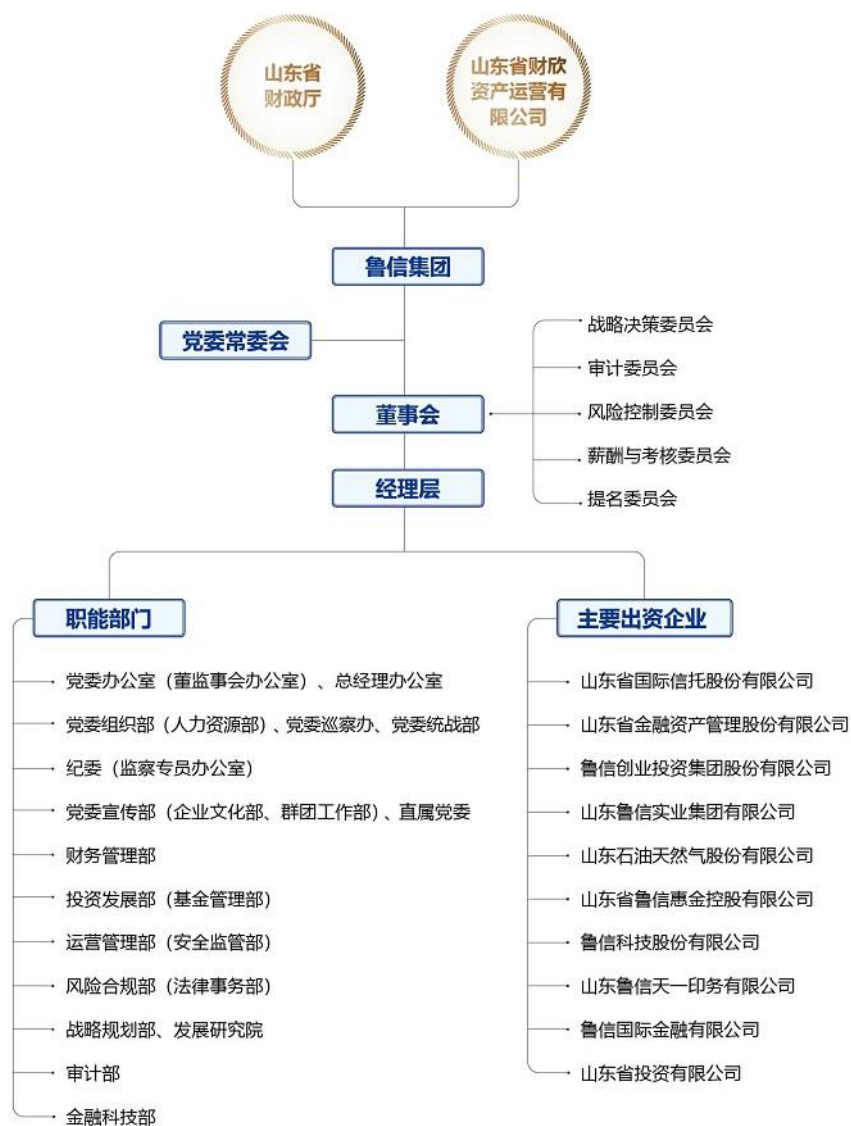 山东省
财政厅
山东省财欣
资产运营有
限公司
鲁信集团
党委常委会
董事会
战略决策委员会
审计委员会
风险控制委员会
薪酬与考核委员会
提名委员会
经理层
职能部门
党委办公室（董监事会办公室）、总经理办公室
党委组织部（人力资源部）、党委巡察办、党委统战部
纪委（监察专员办公室）
党委宣传部（企业文化部、群团工作部）、直属党委
财务管理部
投资发展部（基金管理部）
运营管理部（安全监管部）
风险合规部（法律事务部）
战略规划部、发展研究院
审计部
金融科技部
主要出资企业
山东省国际信托股份有限公司
山东省金融资产管理股份有限公司
鲁信创业投资集团股份有限公司
山东鲁信实业集团有限公司
山东石油天然气股份有限公司
山东省鲁信惠金控股有限公司
鲁信科技股份有限公司
山东鲁信天一印务有限公司
鲁信国际金融有限公司
山东省投资有限公司